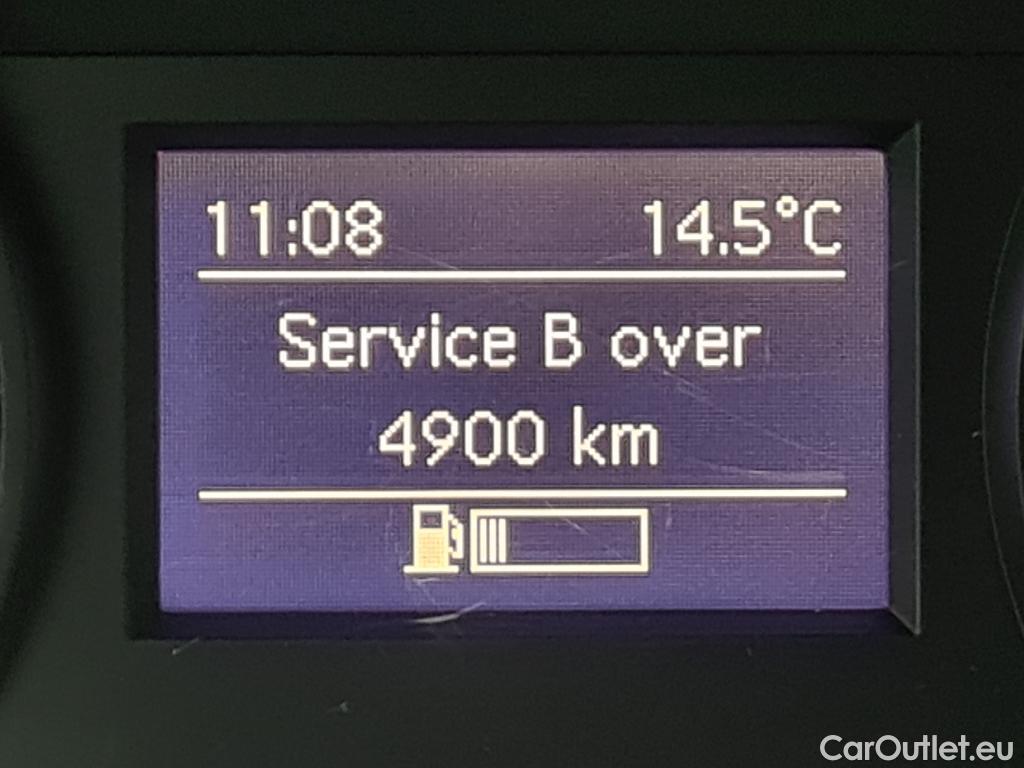 11:08 14.5°C
Service B over
4900 km
CarOutlet.eu